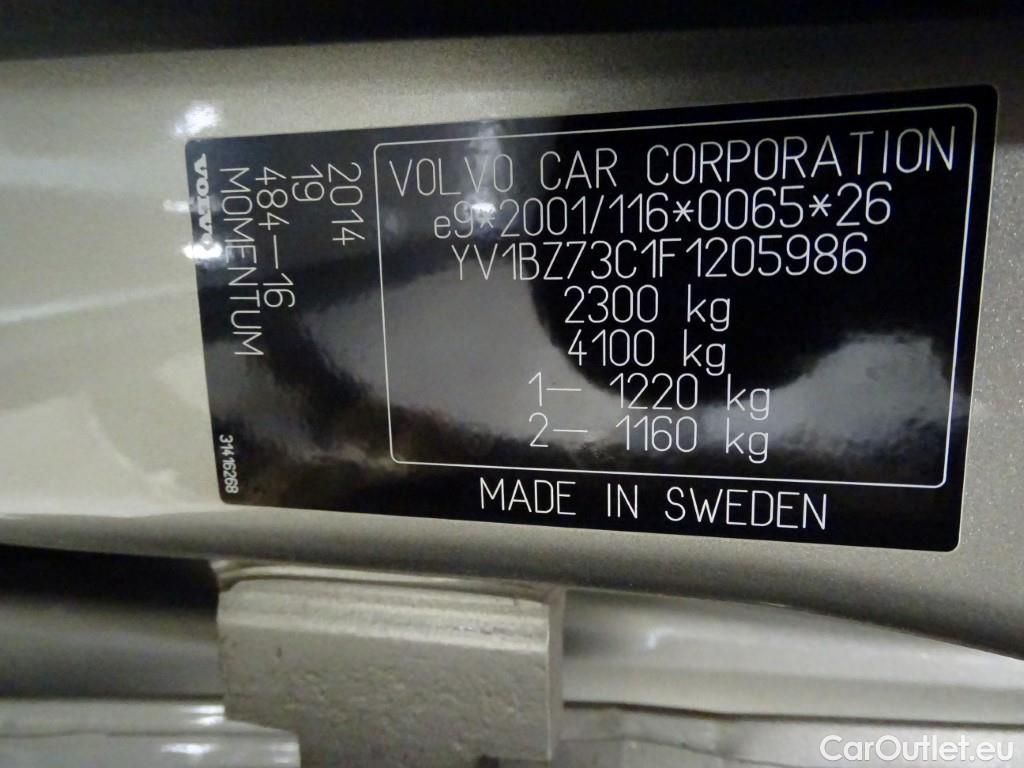 VOLVO CAR CORPORATION
e9*2001/116*0065*26
YV1BZ73C1F1205986
2300 kg
4100 kg
1— 1220 kg
2— 1160 kg
MADE IN SWEDEN
2014
19
484-16
MOMENTUM
VOLVO
31416268
CarOutlet.eu